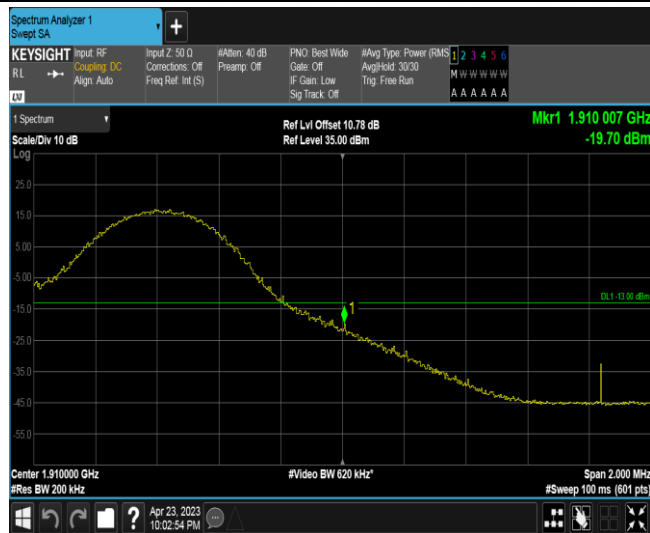 Spectrum Analyzer 1
Swept SA
+
KEYSIGHT
RL
LXI
Input: RF
Coupling: DC
Align: Auto
Input Z: 50 Ω
Corrections: Off
Freq Ref: Int (S)
#Atten: 40 dB
Preamp: Off
PNO: Best Wide
Gate: Off
IF Gain: Low
Sig Track: Off
#Avg Type: Power (RMS
Avg|Hold: 30/30
Trig: Free Run
1 2 3 4 5 6
M W W W W W
A A A A A A
1 Spectrum
Scale/Div 10 dB
Log
Ref Lvl Offset 10.78 dB
Ref Level 35.00 dBm
Mkr1 1.910 007 GHz
-19.70 dBm
25.0
15.0
5.00
-5.00
DL1 -13.00 dBm
1
-15.0
-25.0
-35.0
-45.0
-55.0
Center 1.910000 GHz
#Res BW 200 kHz
#Video BW 620 kHz*
Span 2.000 MHz
#Sweep 100 ms (601 pts)
?
Apr 23, 2023
10:02:54 PM